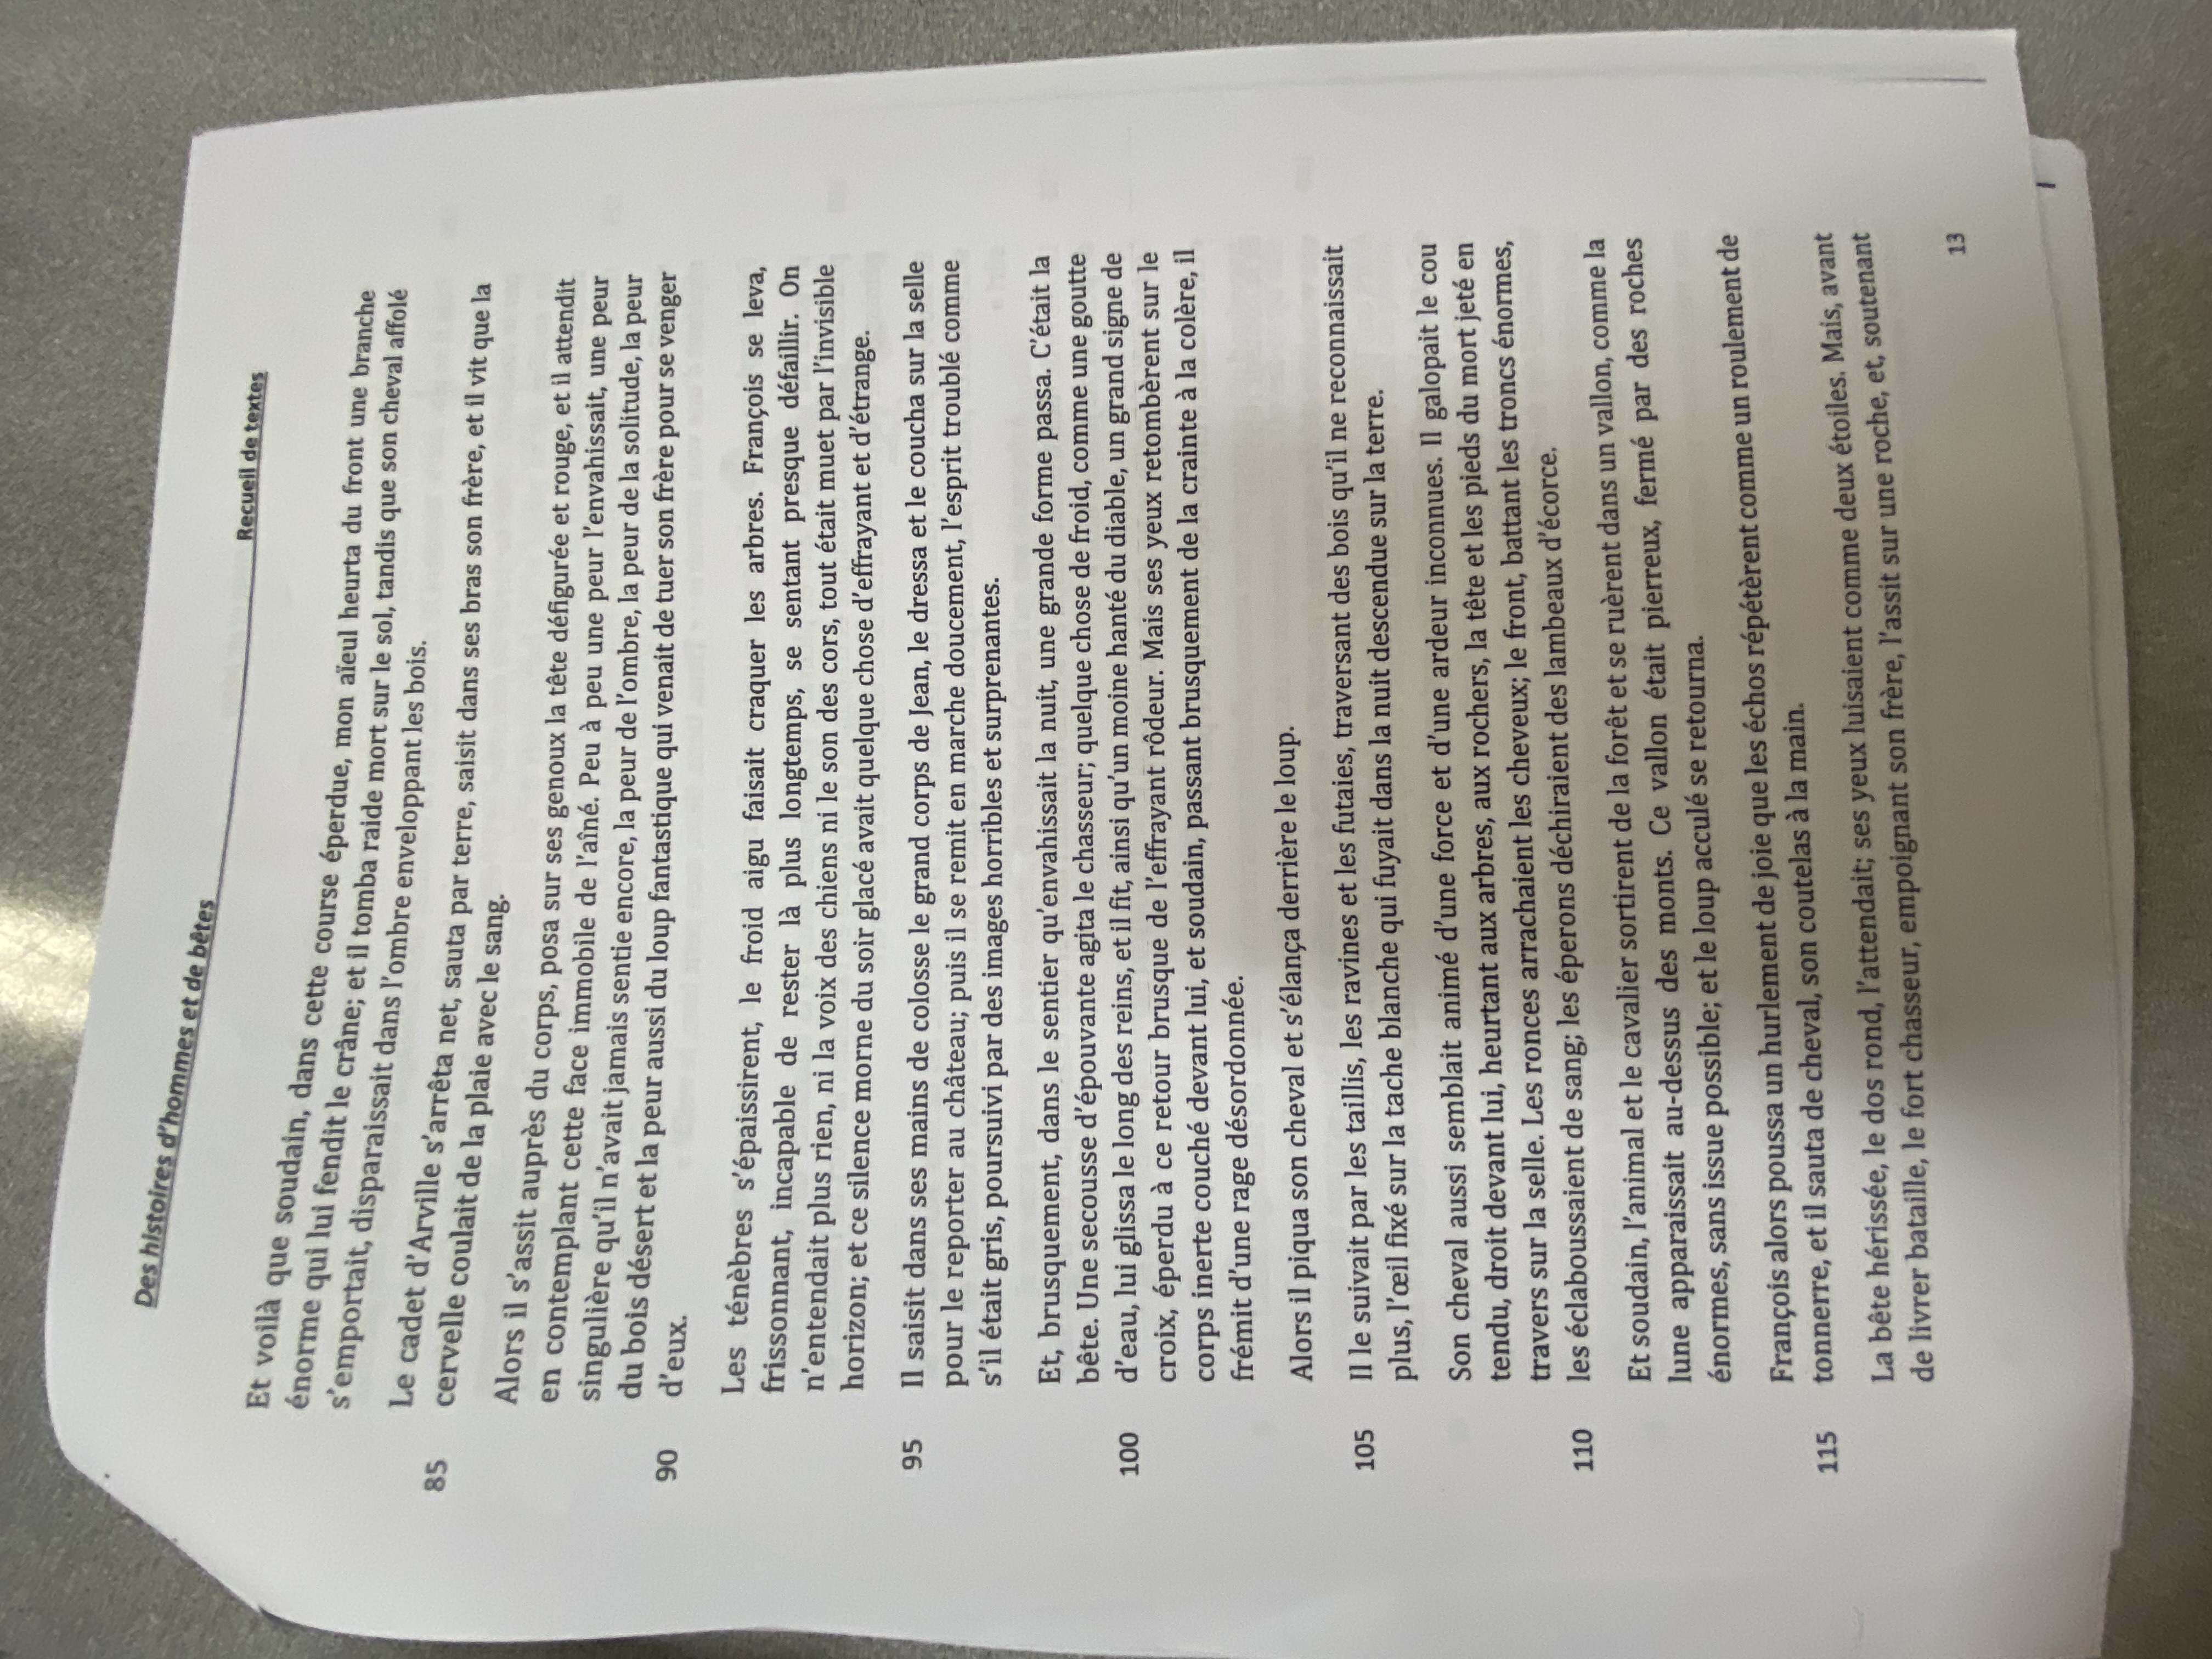 Des histoires d'hommes et de bêtes
Recueil de textes
Et voilà que soudain, dans cette course éperdue, mon aïeul heurta du front une branche
énorme qui lui fendit le crâne; et il tomba raide mort sur le sol, tandis que son cheval affolé
s'emportait, disparaissait dans l'ombre enveloppant les bois.
Le cadet d'Arville s'arrêta net, sauta par terre, saisit dans ses bras son frère, et il vit que la
85 cervelle coulait de la plaie avec le sang.
Alors il s'assit auprès du corps, posa sur ses genoux la tête défigurée et rouge, et il attendit
en contemplant cette face immobile de l'aîné. Peu à peu une peur l'envahissait, une peur
singulière qu'il n'avait jamais sentie encore, la peur de l'ombre, la peur de la solitude, la peur
du bois désert et la peur aussi du loup fantastique qui venait de tuer son frère pour se venger
90 d'eux.
Les ténèbres s'épaissirent, le froid aigu faisait craquer les arbres. François se leva,
frissonnant, incapable de rester là plus longtemps, se sentant presque défaillir. On
n'entendait plus rien, ni la voix des chiens ni le son des cors, tout était muet par l'invisible
horizon; et ce silence morne du soir glacé avait quelque chose d'effrayant et d'étrange.
95 Il saisit dans ses mains de colosse le grand corps de Jean, le dressa et le coucha sur la selle
pour le reporter au château; puis il se remit en marche doucement, l'esprit troublé comme
s'il était gris, poursuivi par des images horribles et surprenantes.
Et, brusquement, dans le sentier qu'envahissait la nuit, une grande forme passa. C'était la
bête. Une secousse d'épouvante agita le chasseur; quelque chose de froid, comme une goutte
100 d'eau, lui glissa le long des reins, et il fit, ainsi qu'un moine hanté du diable, un grand signe de
croix, éperdu à ce retour brusque de l'effrayant rôdeur. Mais ses yeux retombèrent sur le
corps inerte couché devant lui, et soudain, passant brusquement de la crainte à la colère, il
frémit d'une rage désordonnée.
Alors il piqua son cheval et s'élança derrière le loup.
105 Il le suivait par les taillis, les ravines et les futaies, traversant des bois qu'il ne reconnaissait
plus, l'œil fixé sur la tache blanche qui fuyait dans la nuit descendue sur la terre.
Son cheval aussi semblait animé d'une force et d'une ardeur inconnues. Il galopait le cou
tendu, droit devant lui, heurtant aux arbres, aux rochers, la tête et les pieds du mort jeté en
travers sur la selle. Les ronces arrachaient les cheveux; le front, battant les troncs énormes,
110 les éclaboussaient de sang; les éperons déchiraient des lambeaux d'écorce.
Et soudain, l'animal et le cavalier sortirent de la forêt et se ruèrent dans un vallon, comme la
lune apparaissait au-dessus des monts. Ce vallon était pierreux, fermé par des roches
énormes, sans issue possible; et le loup acculé se retourna.
François alors poussa un hurlement de joie que les échos répétèrent comme un roulement de
115 tonnerre, et il sauta de cheval, son coutelas à la main.
La bête hérissée, le dos rond, l'attendait; ses yeux luisaient comme deux étoiles. Mais, avant
de livrer bataille, le fort chasseur, empoignant son frère, l'assit sur une roche, et, soutenant
13